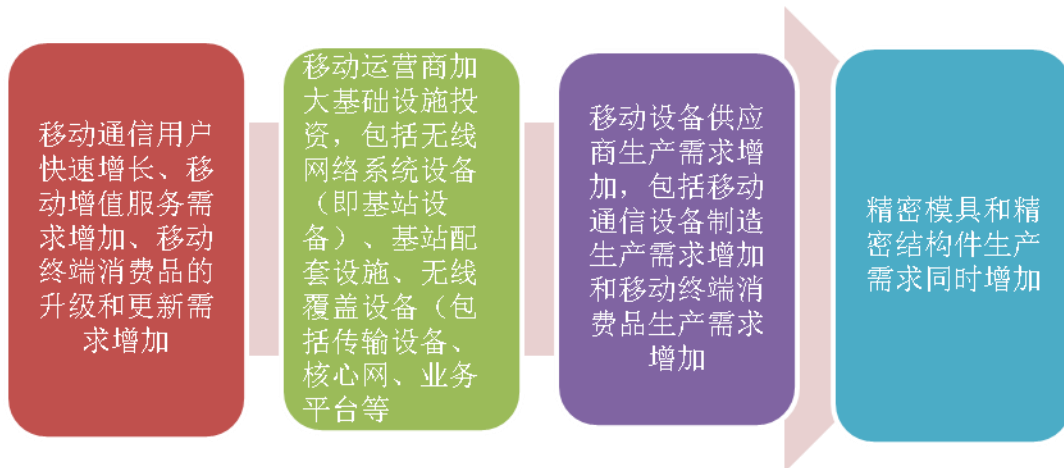 移动通信用户
快速增长、移
动增值服务需
求增加、移动
终端消费品的
升级和更新需
求增加
移动运营商加
大基础设施投
资，包括无线
网络系统设备
（即基站设
备）、基站配
套设施、无线
覆盖设备（包
括传输设备、
核心网、业务
平台等
移动设备供应
商生产需求增
加，包括移动
通信设备制造
生产需求增加
和移动终端消
费品生产需求
增加
精密模具和精
密结构件生产
需求同时增加